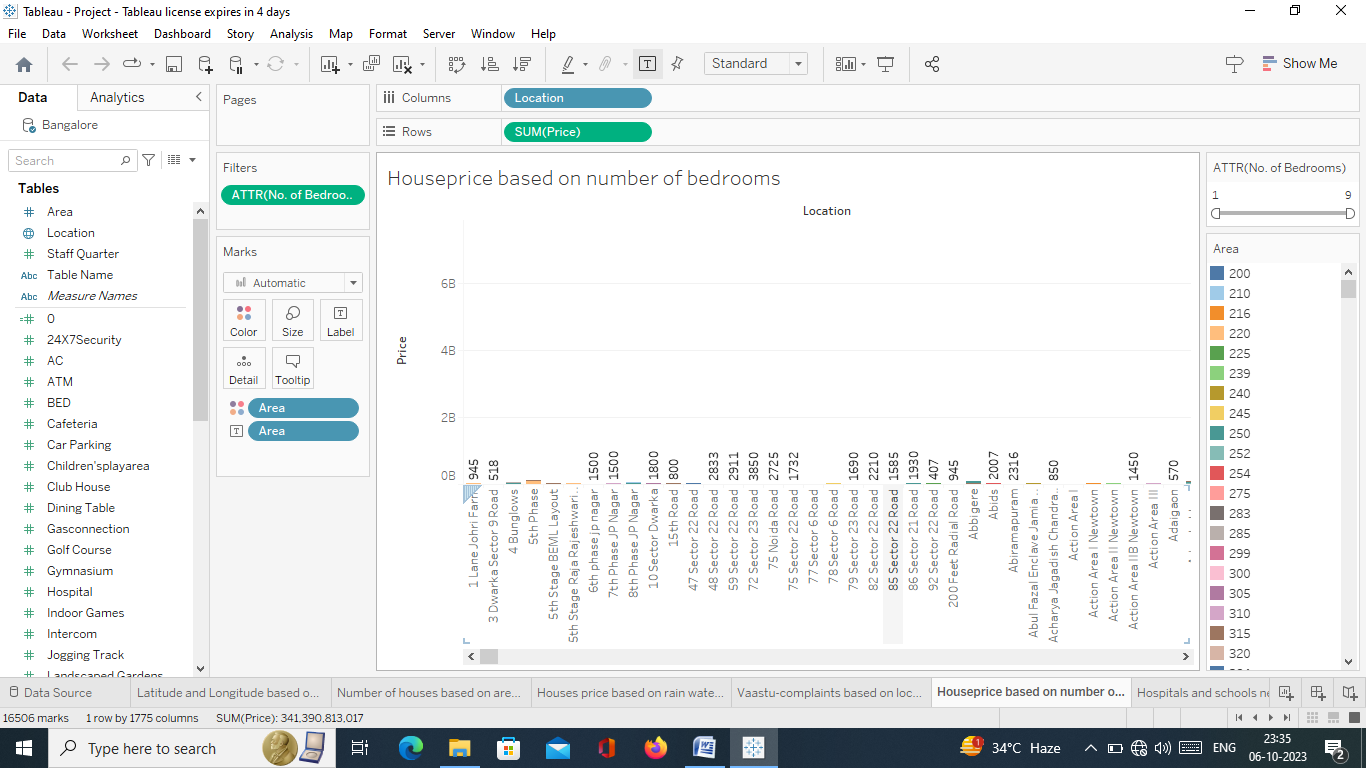 Tableau - Project - Tableau license expires in 4 days
File Data Worksheet Dashboard Story Analysis Map Format Server Window Help
Standard
Show Me
Data Analytics
Bangalore
Search
Tables
Area
Location
Staff Quarter
Abc Table Name
Abc Measure Names
0
24X7Security
AC
ATM
BED
Cafeteria
Car Parking
Children'splayarea
Club House
Dining Table
Gasconnection
Golf Course
Gymnasium
Hospital
Indoor Games
Intercom
Jogging Track
Landscaped Gardens
Pages
Filters
ATTR(No. of Bedroo..
Marks
Automatic
Color Size Label
Detail Tooltip
Area
Area
Columns Location
Rows SUM(Price)
Houseprice based on number of bedrooms
Location
Price
6B
4B
2B
0B
945
518
1500
1500
1800
800
2833
2911
3850
2725
1732
1690
2210
1585
1930
407
945
2007
2316
850
1450
570
1 Lane Johri Farm
3 Dwarka Sector 9 Road
4 Bunglows
5th Phase
5th Stage BEML Layout
5th Stage Raja Rajeshwari ..
6th phase jp nagar
7th Phase JP Nagar
8th Phase JP Nagar
10 Sector Dwarka
15th Road
47 Sector 22 Road
48 Sector 22 Road
59 Sector 22 Road
72 Sector 23 Road
75 Noida Road
75 Sector 22 Road
77 Sector 6 Road
78 Sector 6 Road
79 Sector 23 Road
82 Sector 22 Road
85 Sector 22 Road
86 Sector 21 Road
92 Sector 22 Road
200 Feet Radial Road
Abbigere
Abids
Abiramapuram
Abul Fazal Enclave Jamia ..
Acharya Jagadish Chandra..
Action Area I
Action Area I Newtown
Action Area II Newtown
Action Area IIB Newtown
Action Area III
Adaigaon
ATTR(No. of Bedrooms)
1 9
Area
200
210
216
220
225
239
240
245
250
252
254
275
283
285
299
300
305
310
315
320
Data Source Latitude and Longitude based o... Number of houses based on are... Houses price based on rain wate... Vaastu-complaints based on loc... Houseprice based on number o... Hospitals and schools ne
16506 marks 1 row by 1775 columns SUM(Price): 341,390,813,017
Type here to search
1
34°C Haze
ENG
23:35
06-10-2023
2